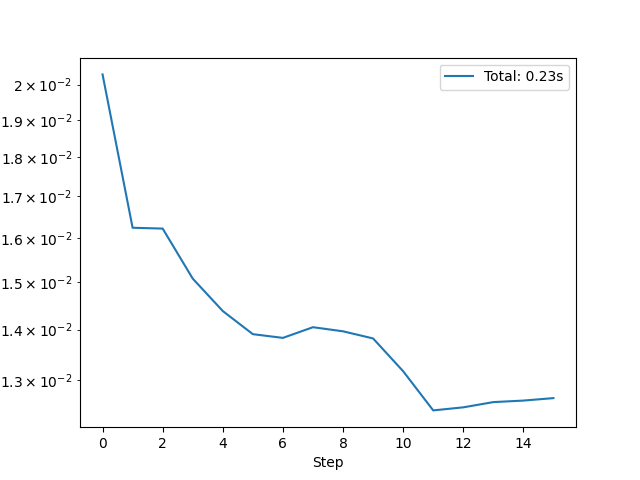 Total: 0.23s
2 × 10⁻²
1.9 × 10⁻²
1.8 × 10⁻²
1.7 × 10⁻²
1.6 × 10⁻²
1.5 × 10⁻²
1.4 × 10⁻²
1.3 × 10⁻²
0 2 4 6 8 10 12 14
Step